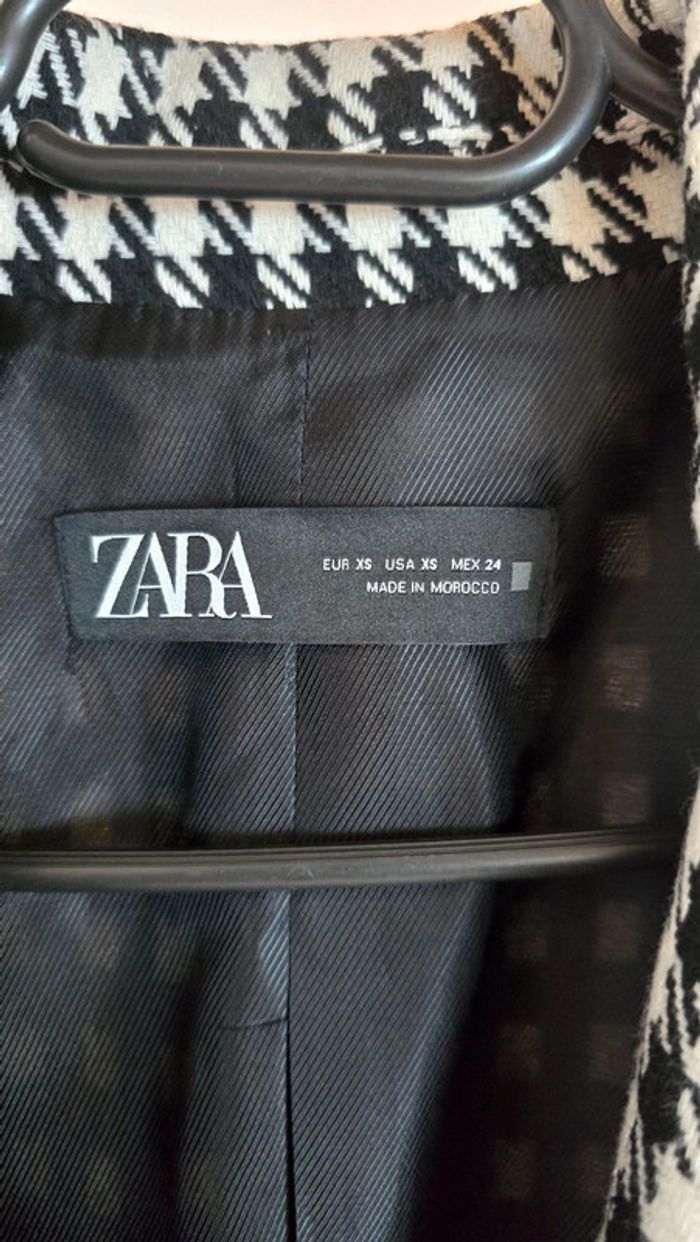 ZARA
EUR XS USA XS MEX 24
MADE IN MOROCCO